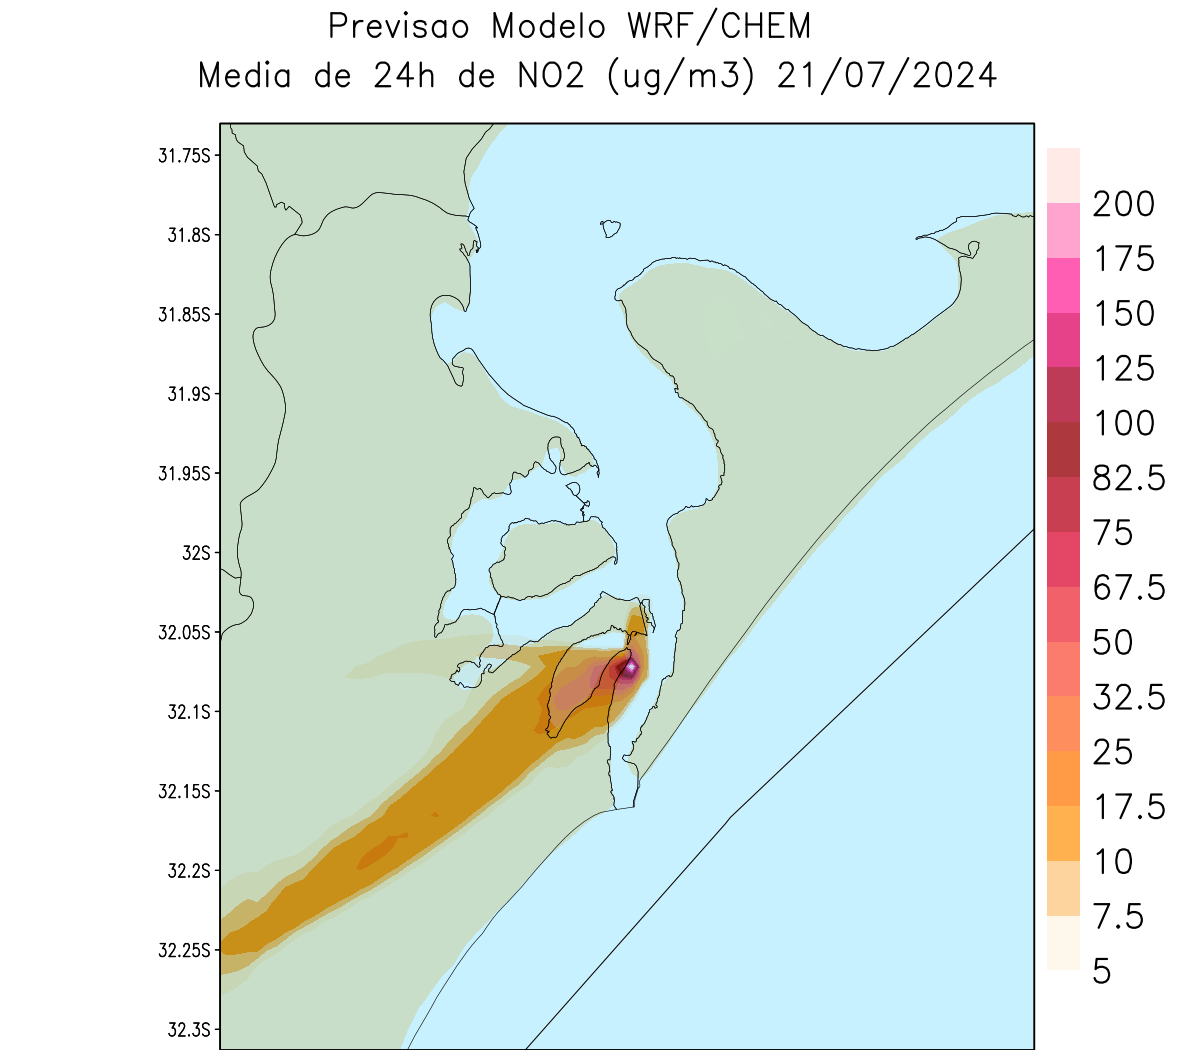 Previsao Modelo WRF/CHEM
Media de 24h de NO2 (ug/m3) 21/07/2024
31.75S
31.8S
31.85S
31.9S
31.95S
32S
32.05S
32.1S
32.15S
32.2S
32.25S
32.3S
200
175
150
125
100
82.5
75
67.5
50
32.5
25
17.5
10
7.5
5